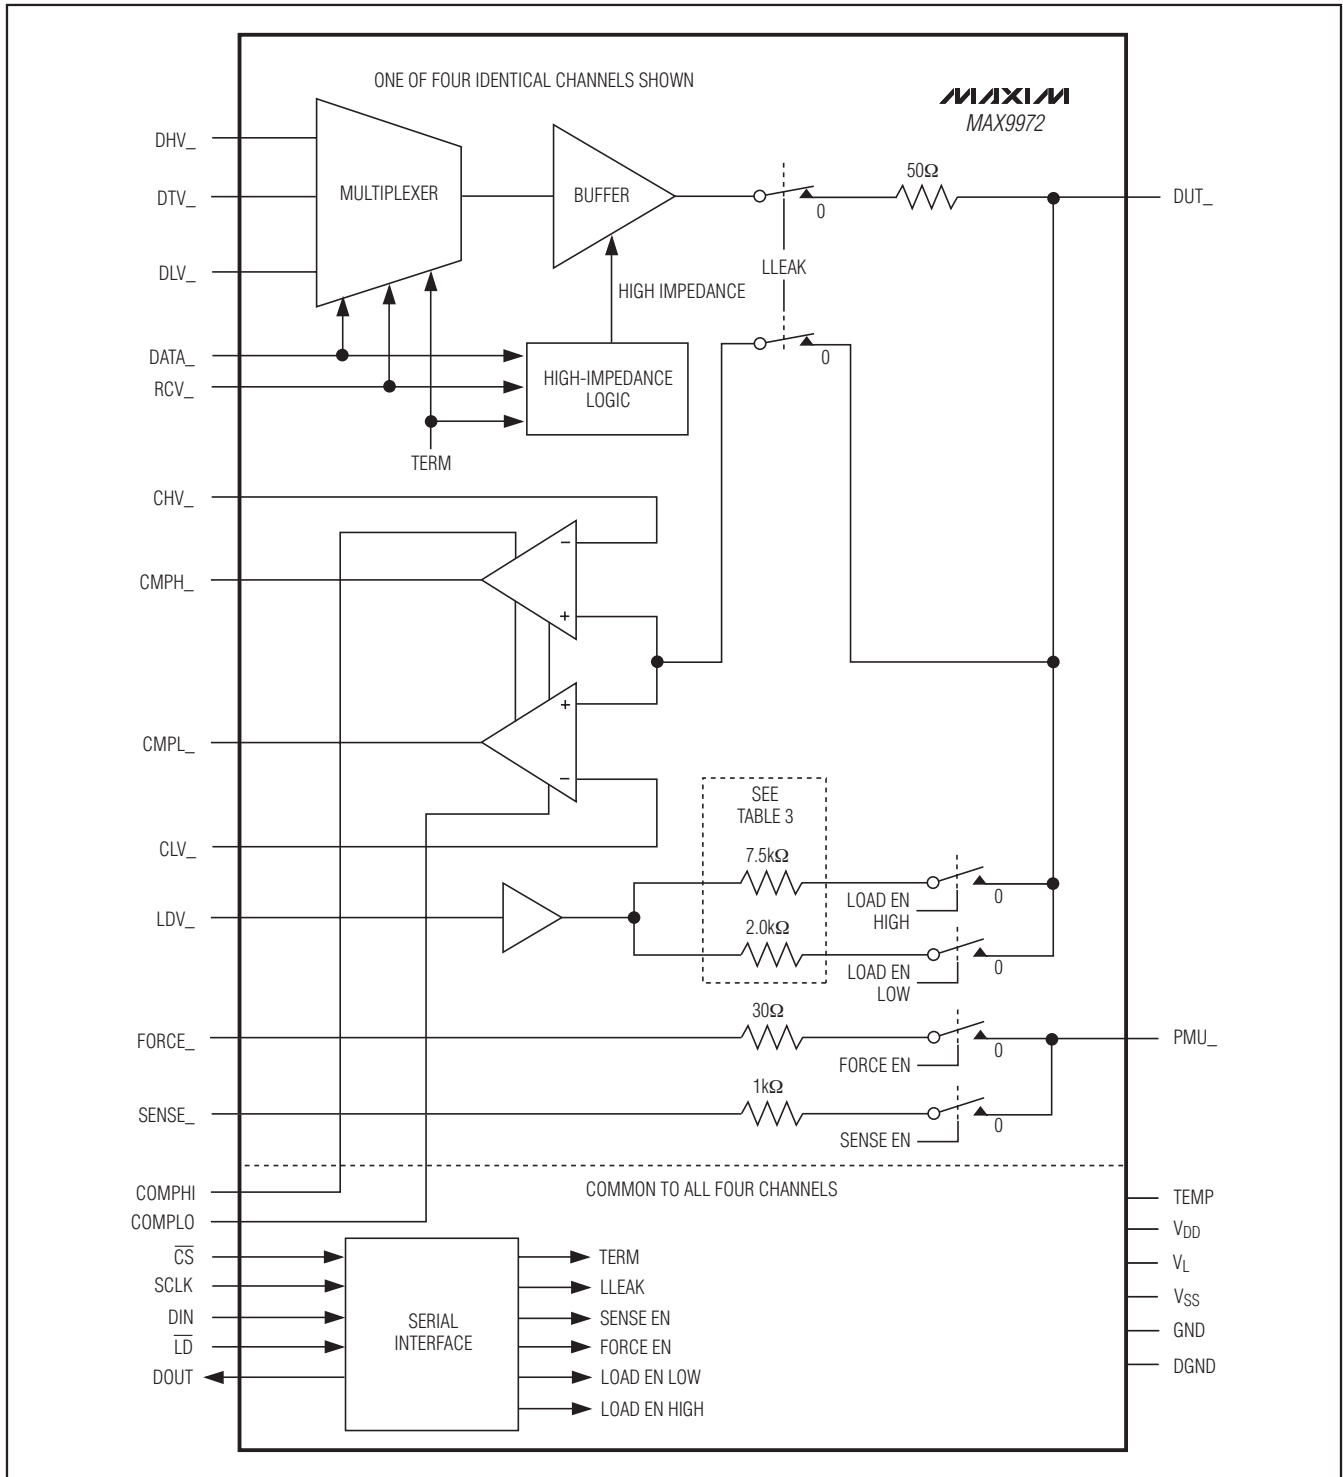 ONE OF FOUR IDENTICAL CHANNELS SHOWN
MAXIM
MAX9972
DHV_
DTV_
DLV_
MULTIPLEXER
BUFFER
50Ω
0
DUT_
LLEAK
HIGH IMPEDANCE
0
DATA_
RCV_
HIGH-IMPEDANCE
LOGIC
TERM
CHV_
−
CMPH_
+
+
CMPL_
−
CLV_
SEE
TABLE 3
7.5kΩ
LOAD EN
HIGH
0
LDV_
2.0kΩ
LOAD EN
LOW
0
30Ω
FORCE_
FORCE EN
0
PMU_
1kΩ
SENSE_
SENSE EN
0
COMMON TO ALL FOUR CHANNELS
COMPHI
COMPLO
CS
SCLK
DIN
LD
DOUT
SERIAL
INTERFACE
TERM
LLEAK
SENSE EN
FORCE EN
LOAD EN LOW
LOAD EN HIGH
TEMP
VDD
VL
VSS
GND
DGND